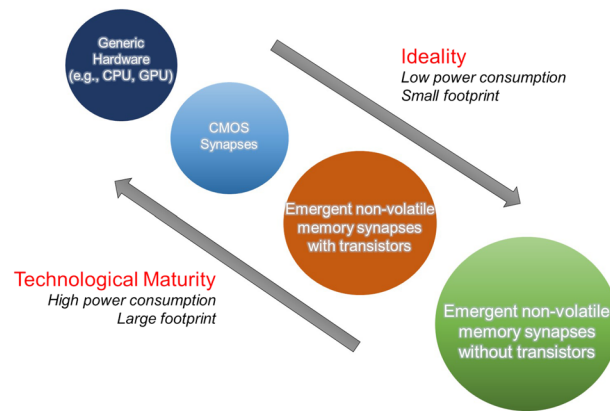 Generic
Hardware
(e.g., CPU, GPU)
Ideality
Low power consumption
Small footprint
CMOS
Synapses
Emergent non-volatile
memory synapses
with transistors
Technological Maturity
High power consumption
Large footprint
Emergent non-volatile
memory synapses
without transistors